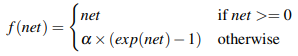 f(net) = { net if net >= 0
α × (exp(net) − 1) otherwise